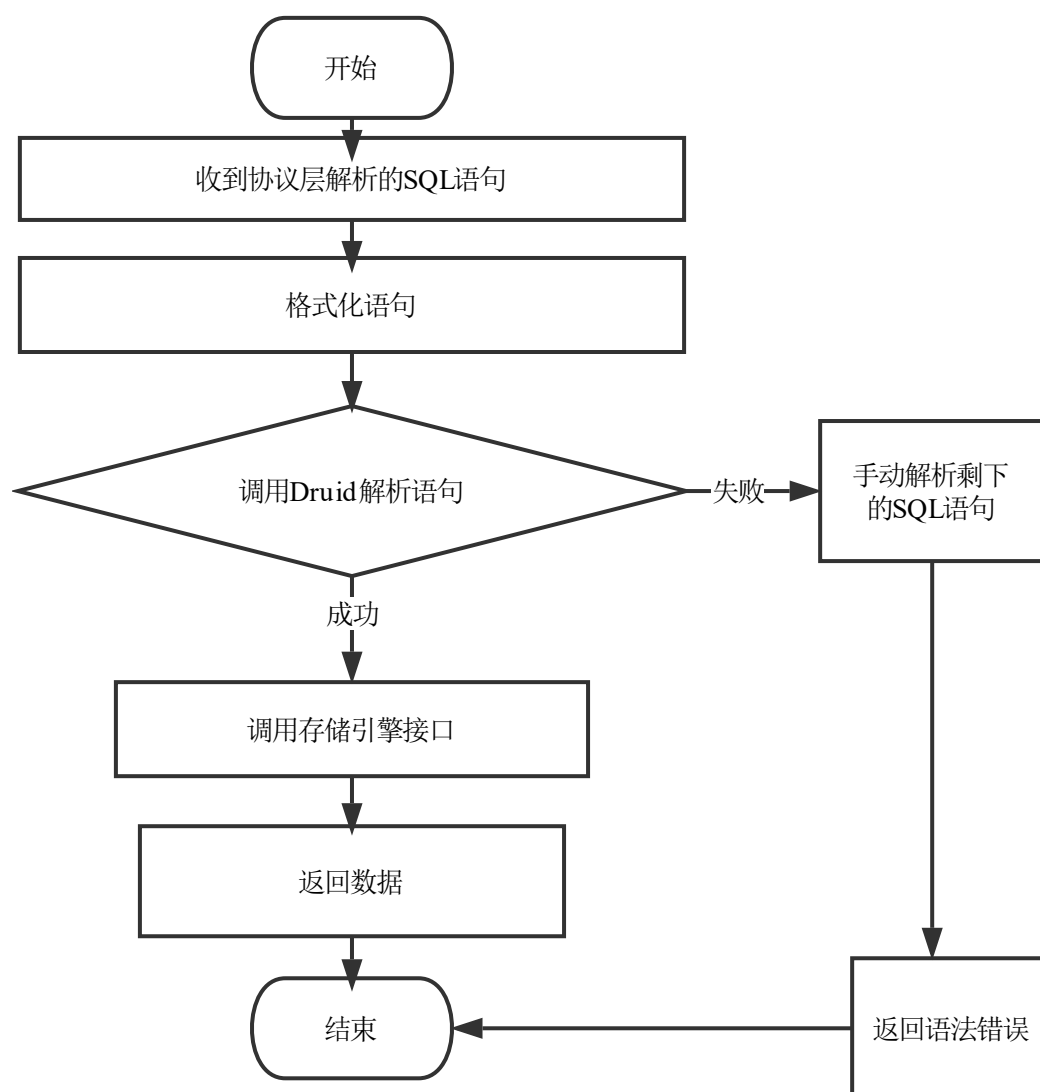 开始
收到协议层解析的SQL语句
格式化语句
调用Druid解析语句
失败
手动解析剩下
的SQL语句
成功
调用存储引擎接口
返回数据
结束
返回语法错误